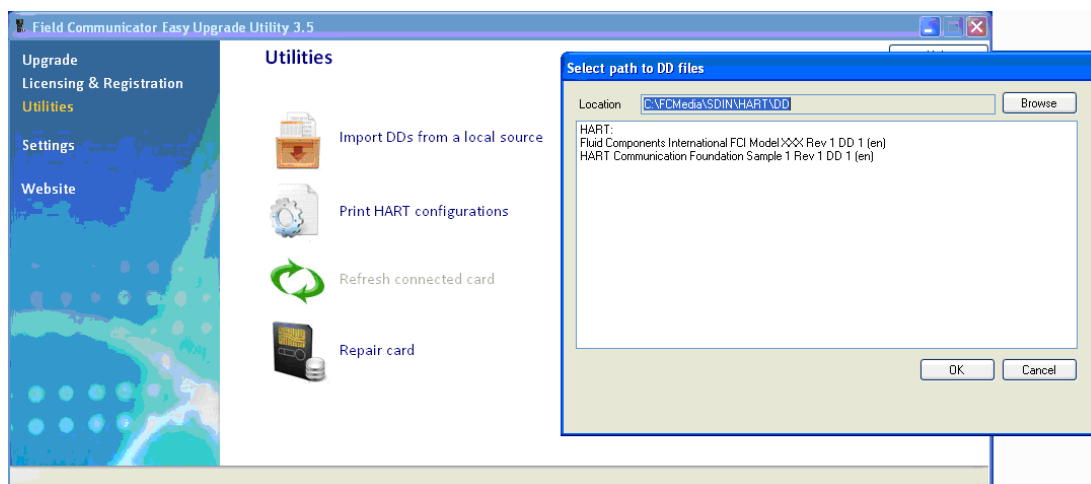 Field Communicator Easy Upgrade Utility 3.5
Upgrade
Licensing & Registration
Utilities
Settings
Website
Utilities
Import DDs from a local source
Print HART configurations
Refresh connected card
Repair card
Select path to DD files
Location C:\FCMedia\SDIN\HART\DD Browse
HART:
Fluid Components International FCI Model XXX Rev 1 DD 1 (en)
HART Communication Foundation Sample 1 Rev 1 DD 1 (en)
OK Cancel